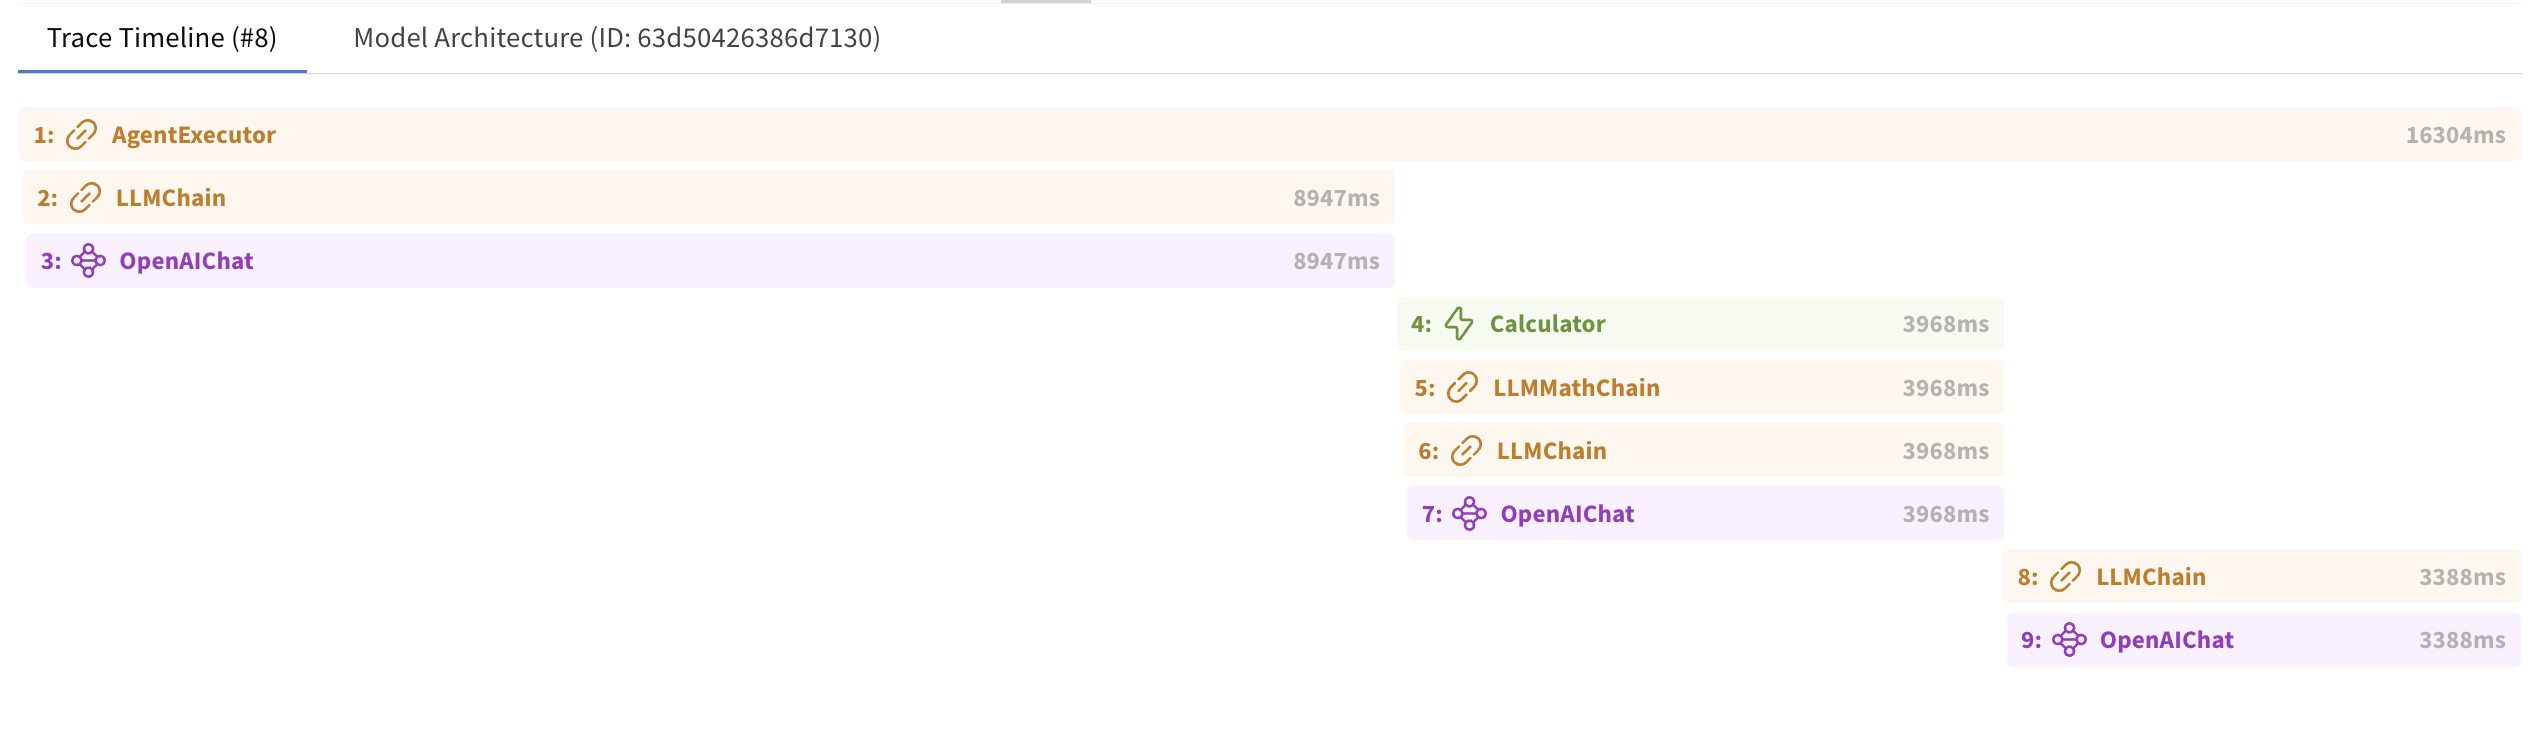 Trace Timeline (#8) Model Architecture (ID: 63d50426386d7130)
1: AgentExecutor 16304ms
2: LLMChain 8947ms
3: OpenAIChat 8947ms
4: Calculator 3968ms
5: LLMMathChain 3968ms
6: LLMChain 3968ms
7: OpenAIChat 3968ms
8: LLMChain 3388ms
9: OpenAIChat 3388ms